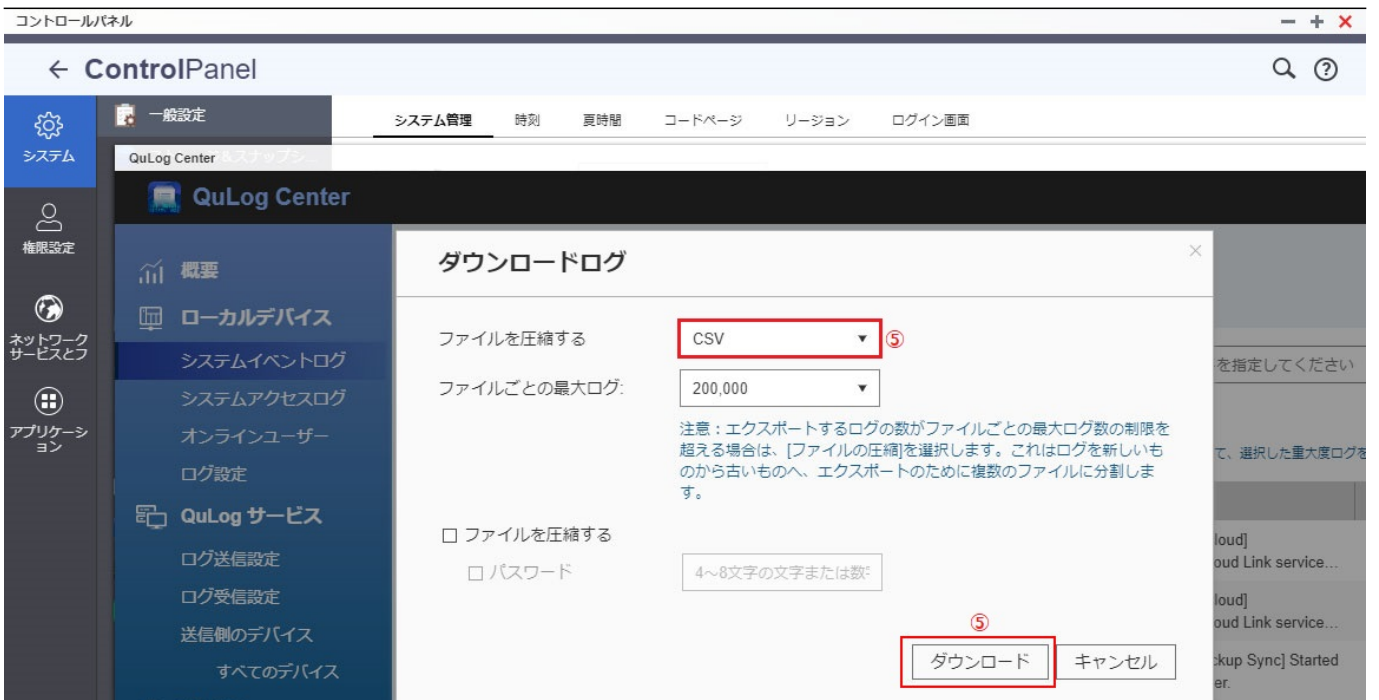 コントロールパネル
ControlPanel
システム
権限設定
ネットワーク
サービスとフ
アプリケーシ
ョン
一般設定
システム管理 時刻 夏時間 コードページ リージョン ログイン画面
QuLog Center
QuLog Center
概要
ローカルデバイス
システムイベントログ
システムアクセスログ
オンラインユーザー
ログ設定
QuLog サービス
ログ送信設定
ログ受信設定
送信側のデバイス
すべてのデバイス
ダウンロードログ
ファイルを圧縮する CSV ⑤
ファイルごとの最大ログ: 200,000
注意：エクスポートするログの数がファイルごとの最大ログ数の制限を
超える場合は、[ファイルの圧縮]を選択します。これはログを新しいも
のから古いものへ、エクスポートのために複数のファイルに分割しま
す。
ファイルを圧縮する
パスワード 4～8文字の文字または数
⑤
ダウンロード キャンセル
を指定してください
て、選択した重大度ログを
loud]
oud Link service...
loud]
oud Link service...
ckup Sync] Started
er.